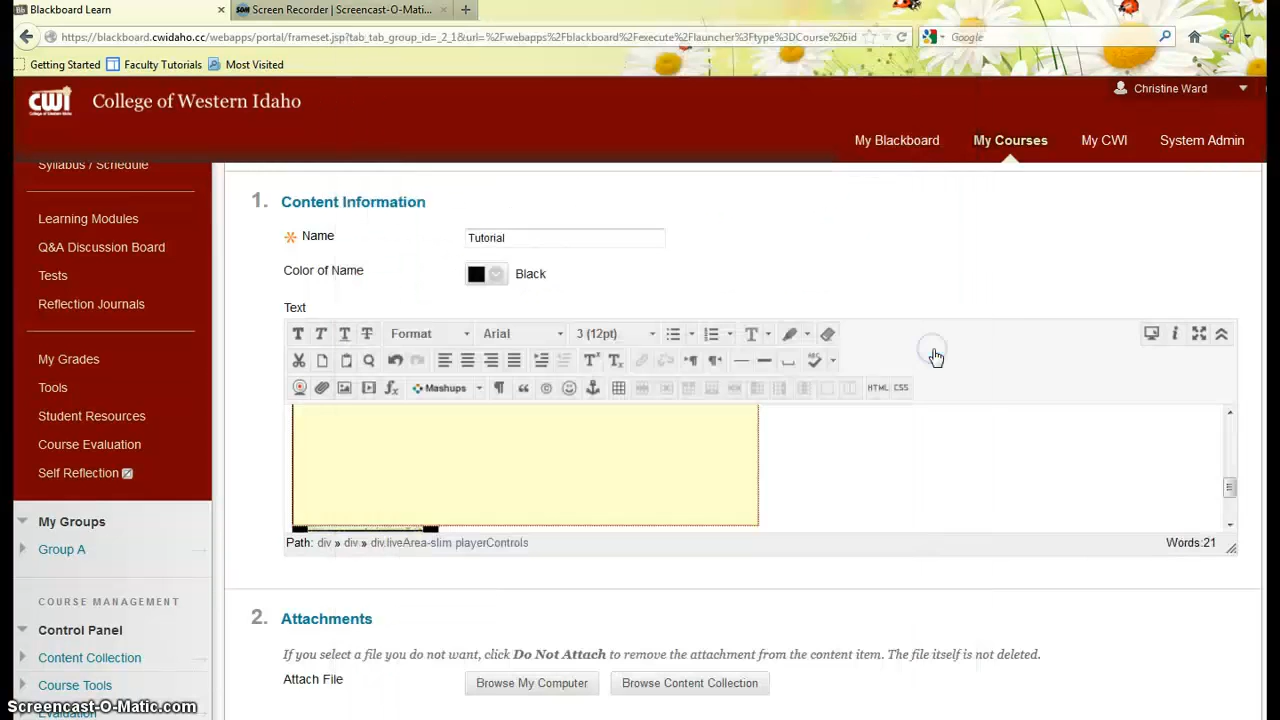 Blackboard Learn
Screen Recorder | Screencast-O-Mati...
https://blackboard.cwidaho.cc/webapps/portal/frameset.jsp?tab_tab_group_id=_2_1&url=%2Fwebapps%2Fblackboard%2Fexecute%2Flauncher%3Ftype%3DCourse%26id
Google
Getting Started
Faculty Tutorials
Most Visited
CWI
College of Western Idaho
College of Western Idaho
Christine Ward
My Blackboard
My Courses
My CWI
System Admin
Syllabus / Schedule
Learning Modules
Q&A Discussion Board
Tests
Reflection Journals
My Grades
Tools
Student Resources
Course Evaluation
Self Reflection
My Groups
Group A
COURSE MANAGEMENT
Control Panel
Content Collection
Course Tools
Evaluation
1. Content Information
Name
Tutorial
Color of Name
Black
Text
T T T T Format Arial 3 (12pt) T
Mashups
HTML CSS
Path: div » div » div.liveArea-slim playerControls
Words:21
2. Attachments
If you select a file you do not want, click Do Not Attach to remove the attachment from the content item. The file itself is not deleted.
Attach File
Browse My Computer
Browse Content Collection
Screencast-O-Matic.com